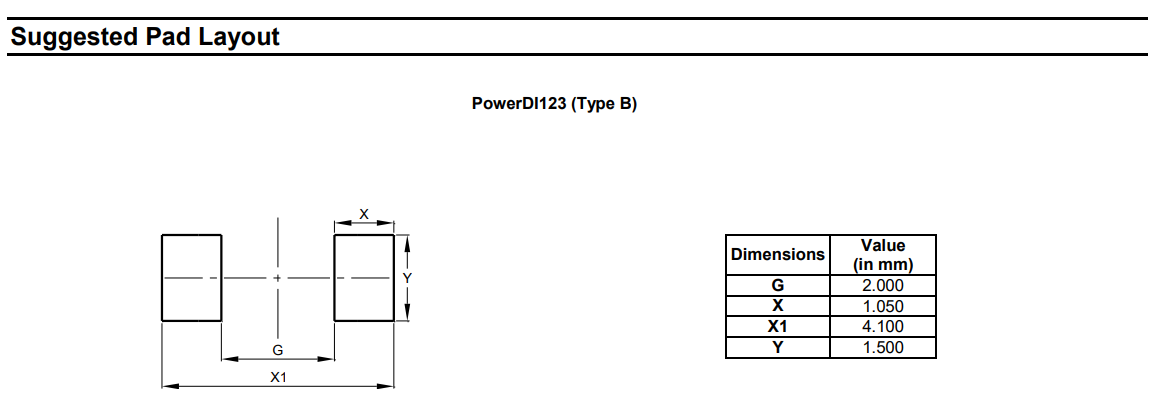 Suggested Pad Layout
PowerDI123 (Type B)
X
Y
G
X1
Dimensions Value (in mm)
G 2.000
X 1.050
X1 4.100
Y 1.500